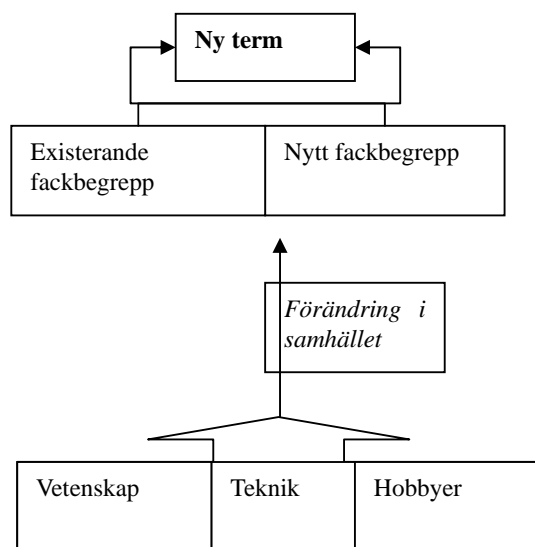 Ny term
Existerande
fackbegrepp
Nytt fackbegrepp
Förändring i
samhället
Vetenskap
Teknik
Hobbyer